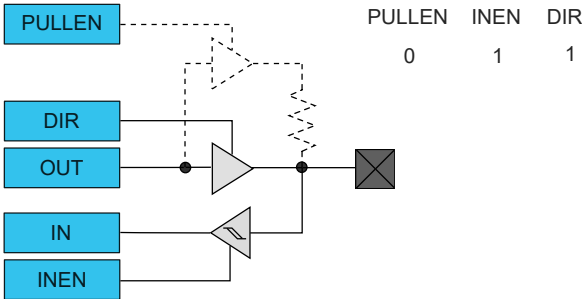 PULLEN
PULLEN INEN DIR
0 1 1
DIR
OUT
IN
INEN